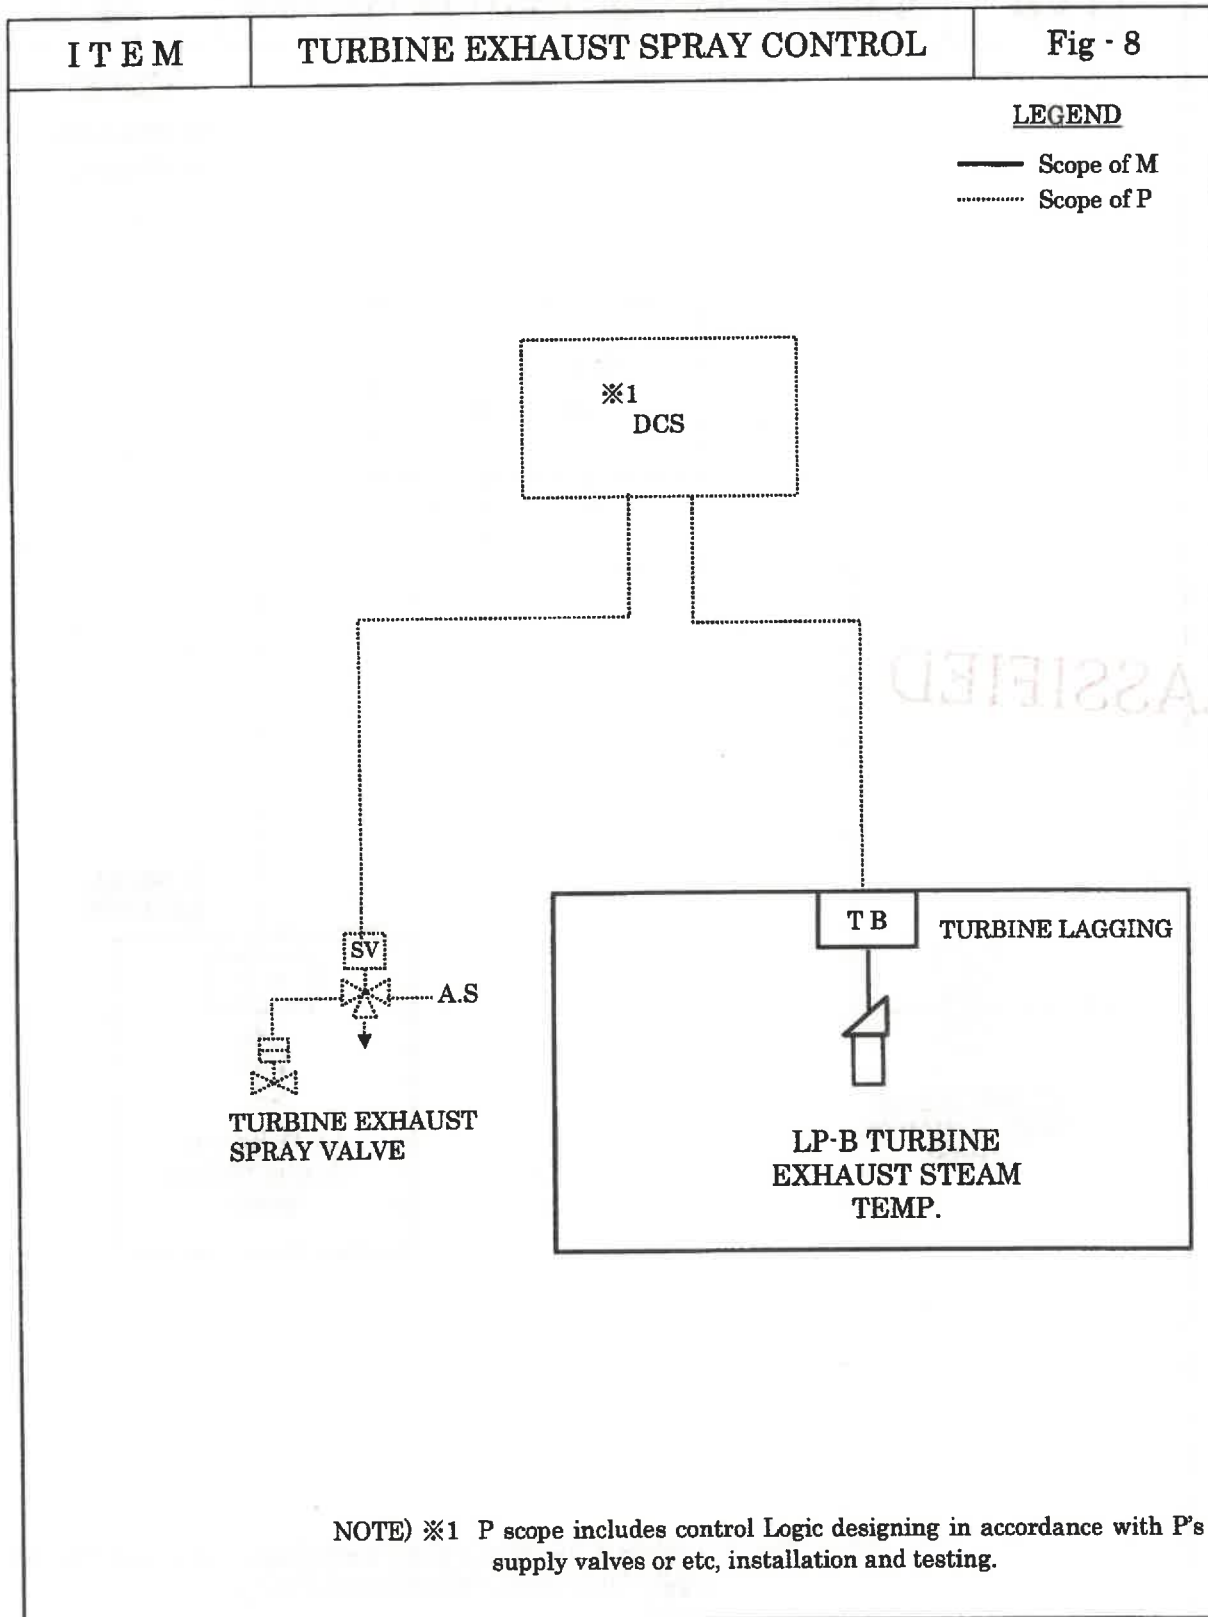 ITEM
TURBINE EXHAUST SPRAY CONTROL
Fig - 8
LEGEND
Scope of M
Scope of P
※1
DCS
SV
A.S
TURBINE EXHAUST
SPRAY VALVE
TB
TURBINE LAGGING
LP-B TURBINE
EXHAUST STEAM
TEMP.
ASSIFIED
NOTE) ※1 P scope includes control Logic designing in accordance with P's
supply valves or etc, installation and testing.